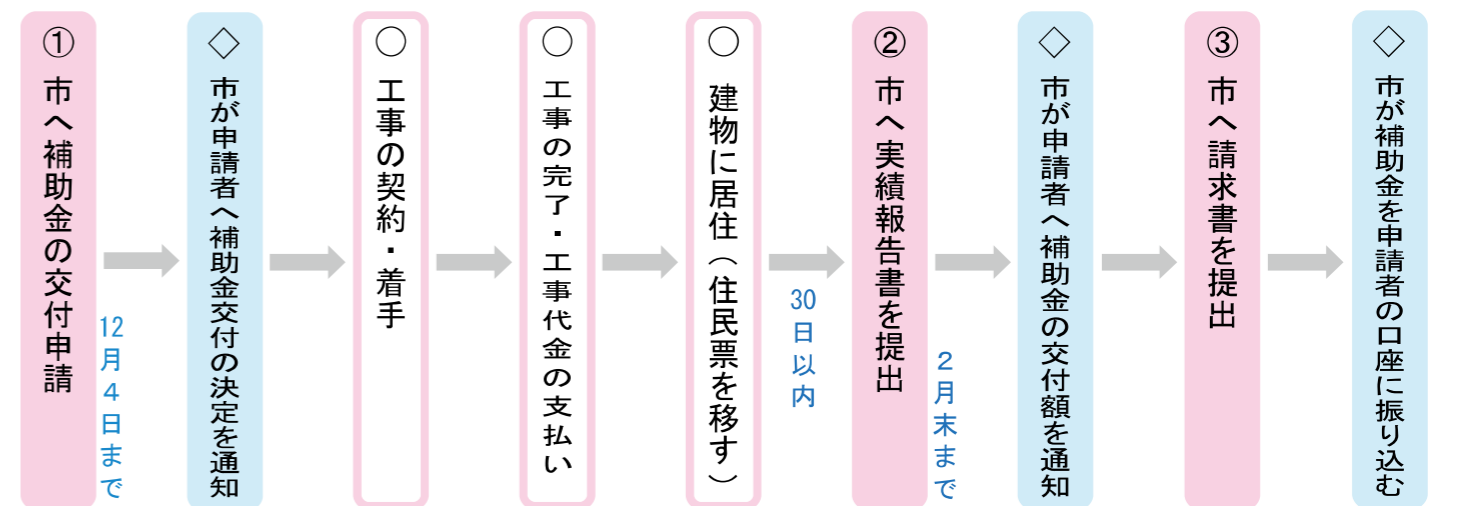 ① 市へ補助金の交付申請
12月4日まで
◇ 市が申請者へ補助金交付の決定を通知
○ 工事の契約・着手
○ 工事の完了・工事代金の支払い
○ 建物に居住（住民票を移す）
30日以内
② 市へ実績報告書を提出
２月末まで
◇ 市が申請者へ補助金の交付額を通知
③ 市へ請求書を提出
◇ 市が補助金を申請者の口座に振り込む